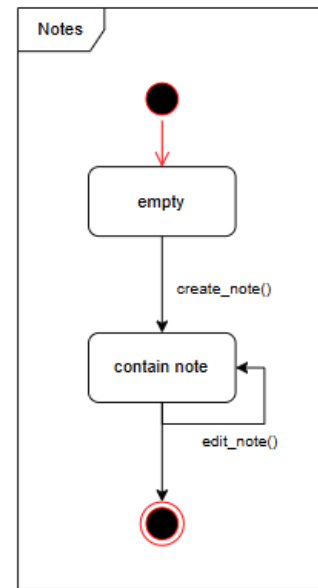 Notes
empty
create_note()
contain note
edit_note()